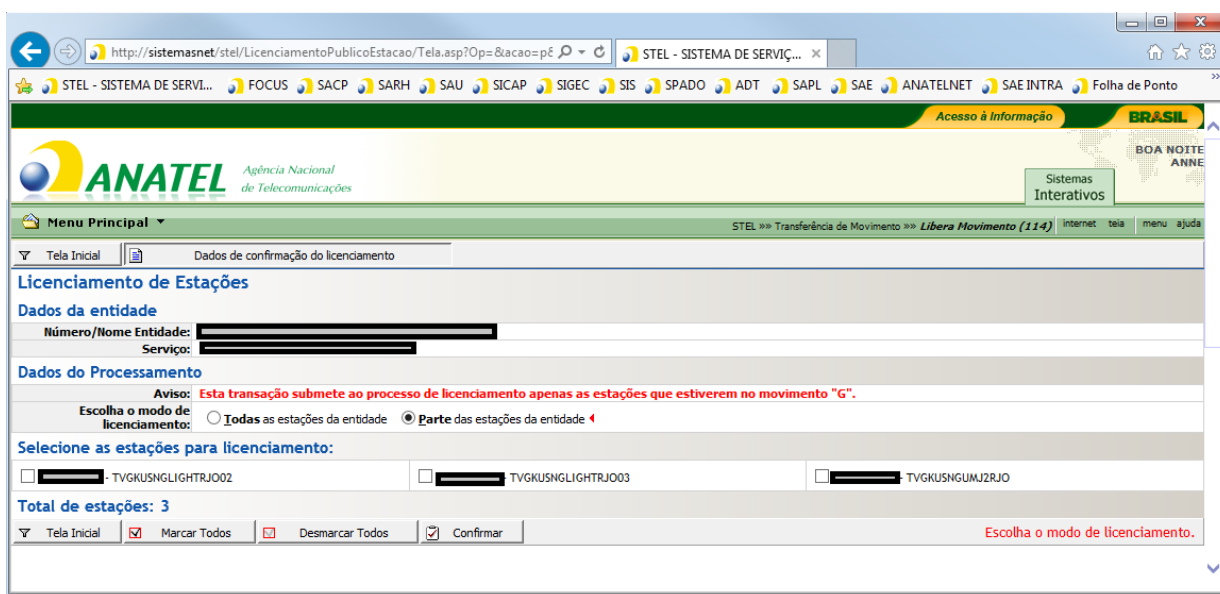 http://sistemasnet/stel/LicenciamentoPublicoEstacao/Tela.asp?Op=&acao=p& STEL - SISTEMA DE SERVIÇ...
STEL - SISTEMA DE SERVI... FOCUS SACP SARH SAU SICAP SIGEC SIS SPADO ADT SAPL SAE ANATELNET SAE INTRA Folha de Ponto
Acesso à Informação BRASIL
BOA NOITE
ANNE
ANATEL Agência Nacional
de Telecomunicações
Sistemas
Interativos
Menu Principal STEL »» Transferência de Movimento »» Libera Movimento (114) internet teia menu ajuda
Tela Inicial Dados de confirmação do licenciamento
Licenciamento de Estações
Dados da entidade
Número/Nome Entidade:
Serviço:
Dados do Processamento
Aviso: Esta transação submete ao processo de licenciamento apenas as estações que estiverem no movimento "G".
Escolha o modo de
licenciamento: Todas as estações da entidade Parte das estações da entidade
Selecione as estações para licenciamento:
- TVGKUSNGLIGHTRJO02 - TVGKUSNGLIGHTRJO03 - TVGKUSNGUMJ2RJO
Total de estações: 3
Tela Inicial Marcar Todos Desmarcar Todos Confirmar Escolha o modo de licenciamento.